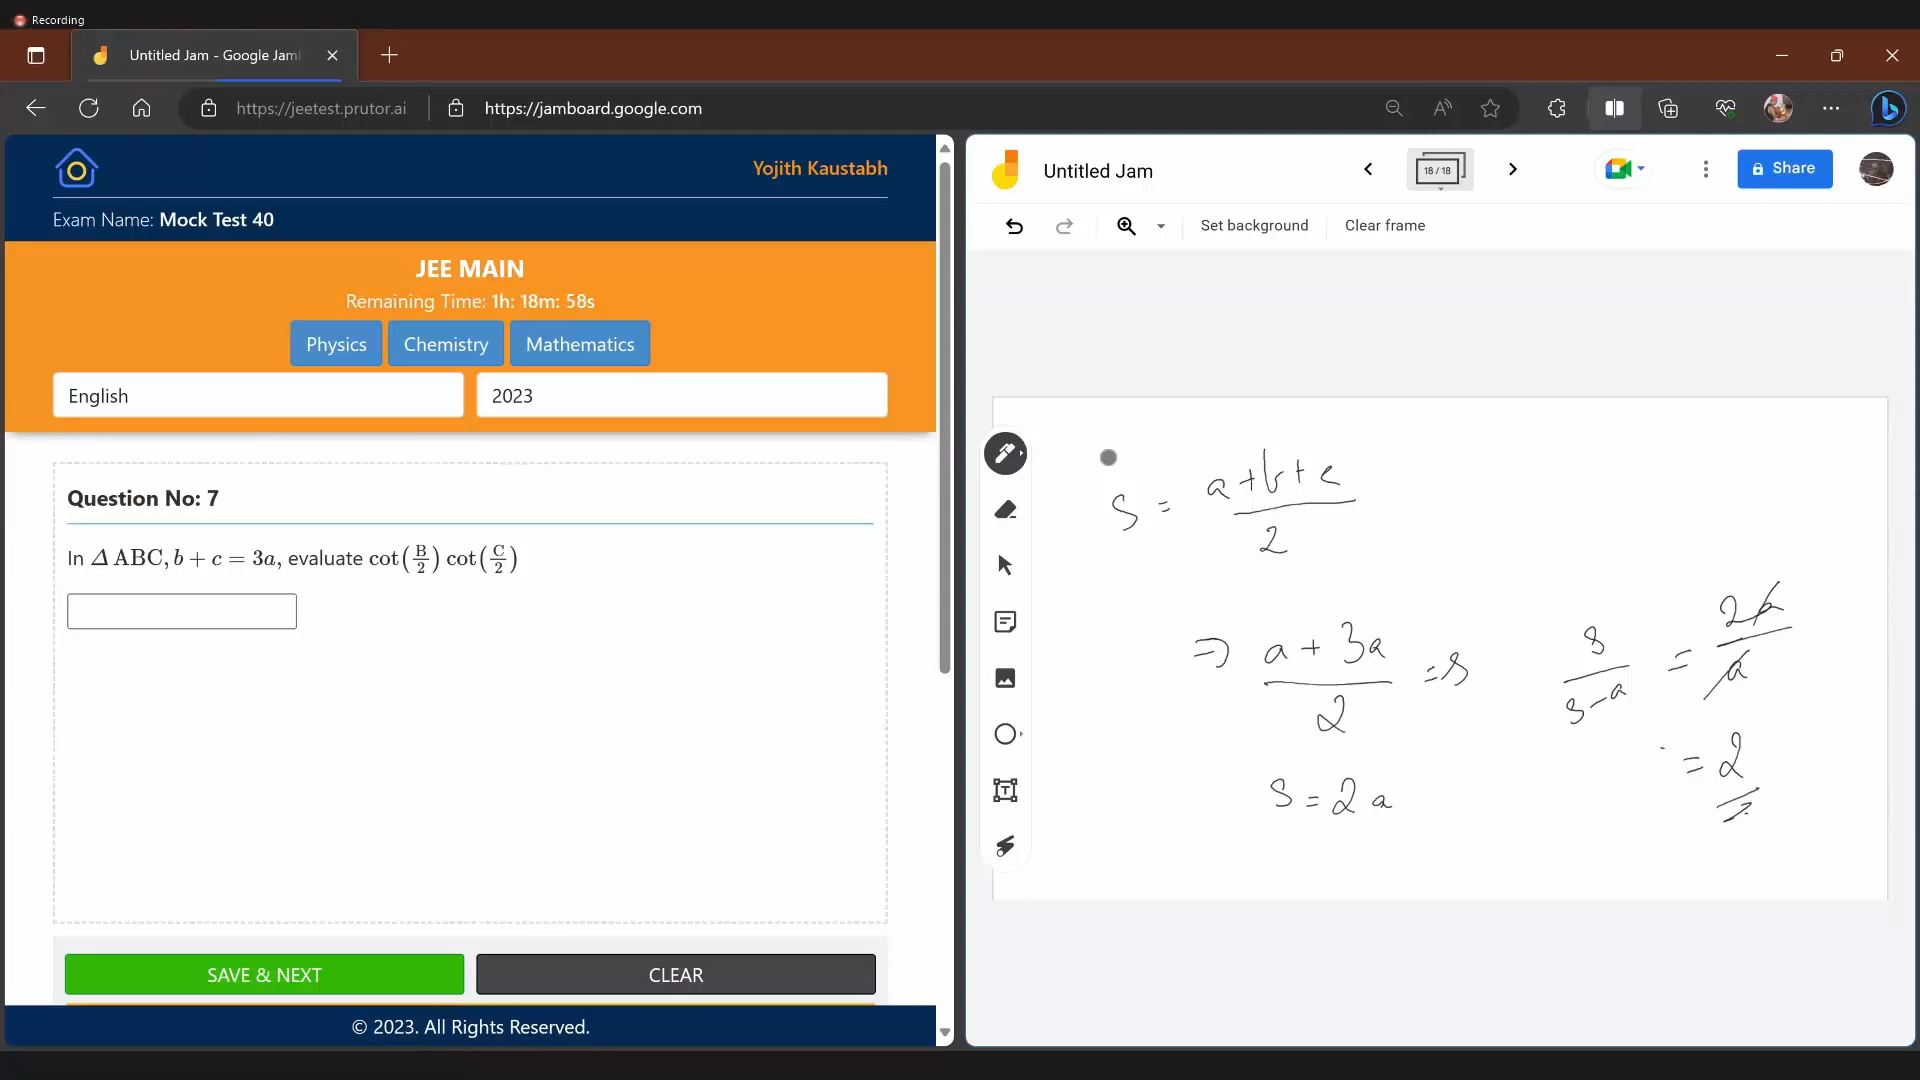 Recording
Untitled Jam - Google Jam
https://jeetest.prutor.ai
https://jamboard.google.com
Yojith Kaustabh
Exam Name: Mock Test 40
JEE MAIN
Remaining Time: 1h: 18m: 58s
Physics
Chemistry
Mathematics
English
2023
Question No: 7
In Δ ABC, b + c = 3a, evaluate cot(B/2) cot(C/2)
SAVE & NEXT
CLEAR
© 2023. All Rights Reserved.
Untitled Jam
18 / 18
Share
Set background
Clear frame
S = (a+b+c)/2
⇒ (a + 3a)/2 = s
S = 2a
s/(s-a) = 2a/a
= 2